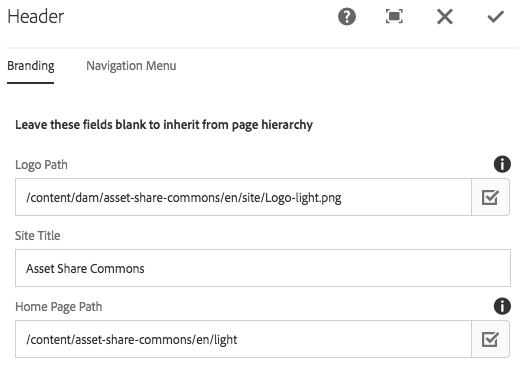 Header
Branding Navigation Menu
Leave these fields blank to inherit from page hierarchy
Logo Path
/content/dam/asset-share-commons/en/site/Logo-light.png
Site Title
Asset Share Commons
Home Page Path
/content/asset-share-commons/en/light